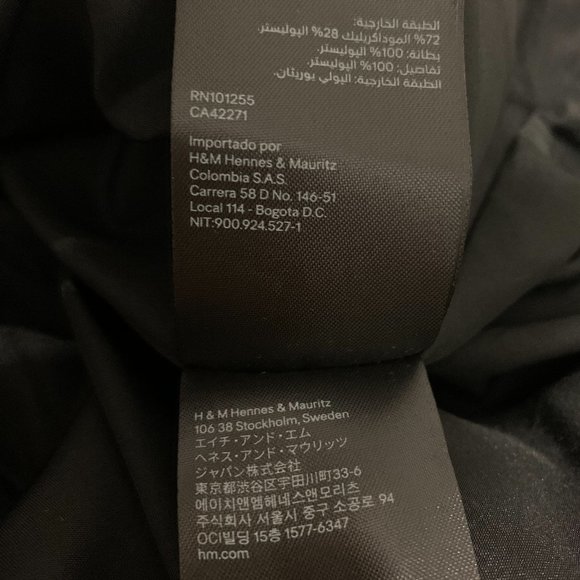 الطبقة الخارجية:
72% الموداكريليك 28% البوليستر.
بطانة: 100% البوليستر.
تفاصيل: 100% البوليستر.
الطبقة الخارجية: البولي يوريثان.
RN101255
CA42271
Importado por
H&M Hennes & Mauritz
Colombia S.A.S.
Carrera 58 D No. 146-51
Local 114 - Bogota D.C.
NIT:900.924.527-1
H & M Hennes & Mauritz
106 38 Stockholm, Sweden
エイチ・アンド・エム
ヘネス・アンド・マウリッツ
ジャパン株式会社
東京都渋谷区宇田川町33-6
에이치앤엠헤네스앤모리츠
주식회사 서울시 중구 소공로 94
OCI빌딩 15층 1577-6347
hm.com